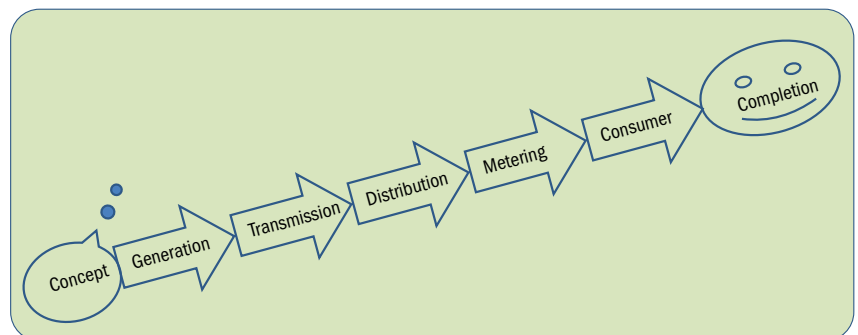 Concept
Generation
Transmission
Distribution
Metering
Consumer
Completion